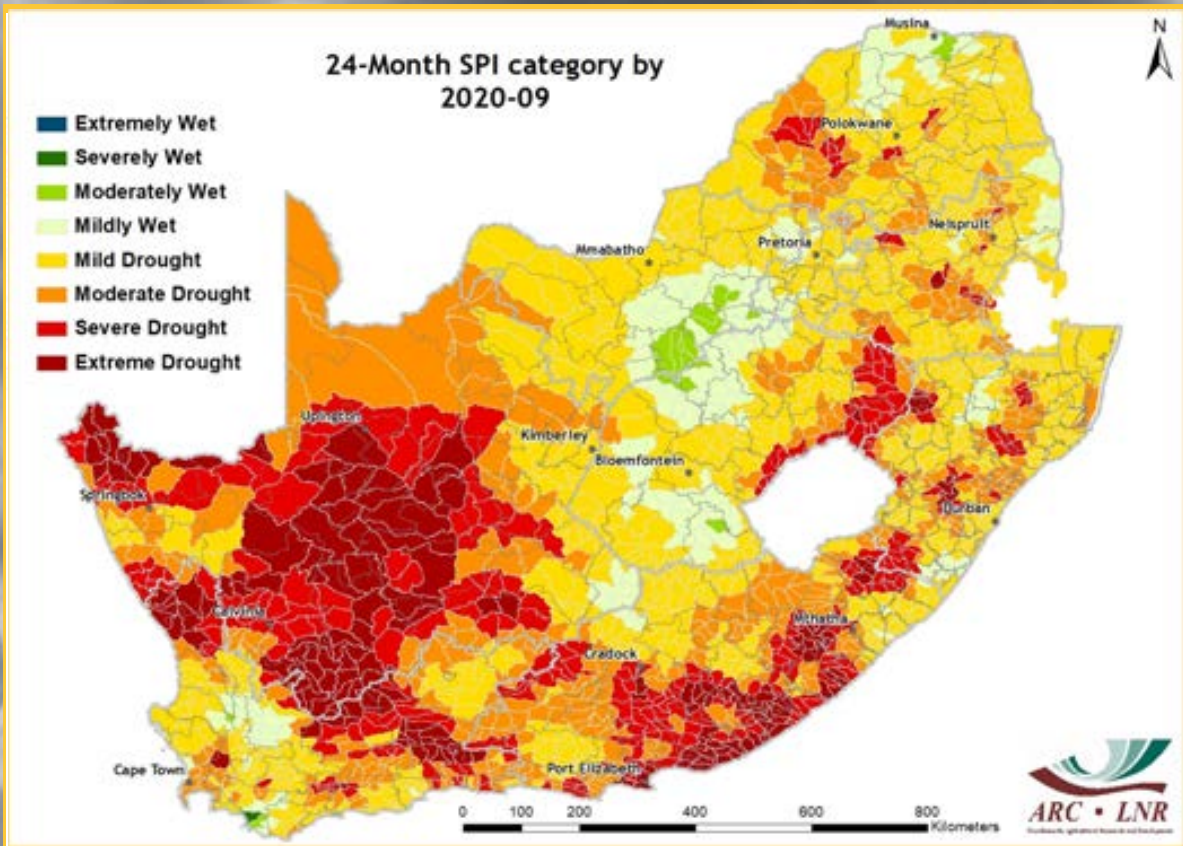 24-Month SPI category by
2020-09
N
Extremely Wet
Severely Wet
Moderately Wet
Mildly Wet
Mild Drought
Moderate Drought
Severe Drought
Extreme Drought
Musina
Polokwane
Nelspruit
Mmabatho
Pretoria
Upington
Kimberley
Bloemfontein
Springbok
Durban
Calvinia
Mthatha
Cradock
Cape Town
Port Elizabeth
0 100 200 400 600 800
Kilometers
ARC • LNR